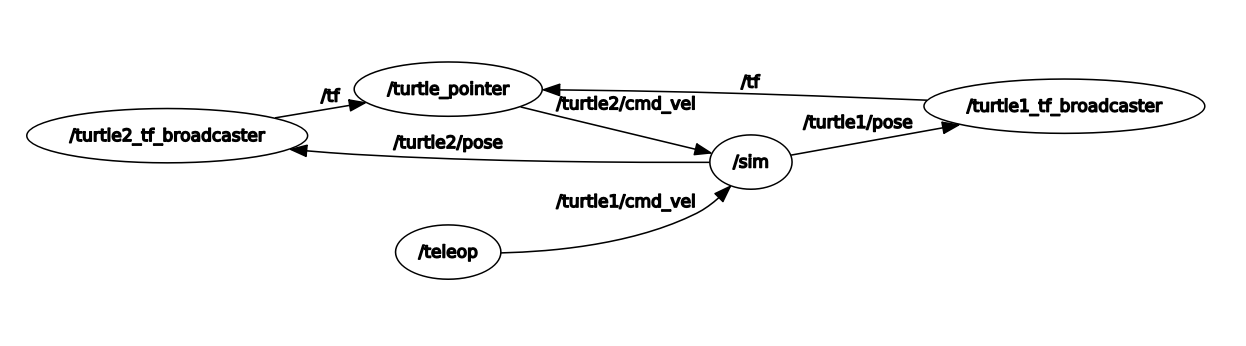 /tf
/turtle_pointer
/tf
/turtle2/cmd_vel
/turtle1_tf_broadcaster
/turtle2_tf_broadcaster
/turtle1/pose
/turtle2/pose
/sim
/turtle1/cmd_vel
/teleop